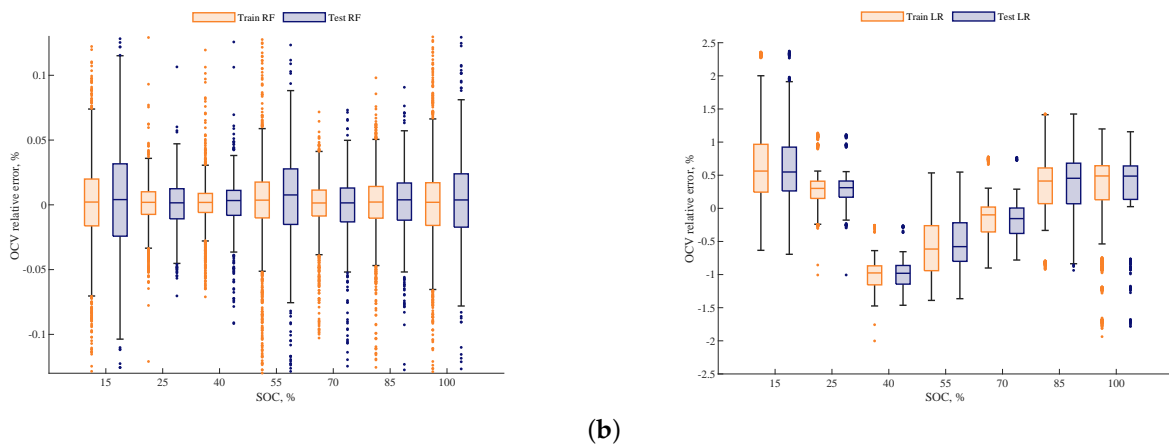 Train RF Test RF
0.1
0.05
0
-0.05
-0.1
OCV relative error, %
15 25 40 55 70 85 100
SOC, %
Train LR Test LR
2.5
2
1.5
1
0.5
0
-0.5
-1
-1.5
-2
-2.5
OCV relative error, %
15 25 40 55 70 85 100
SOC, %
(b)